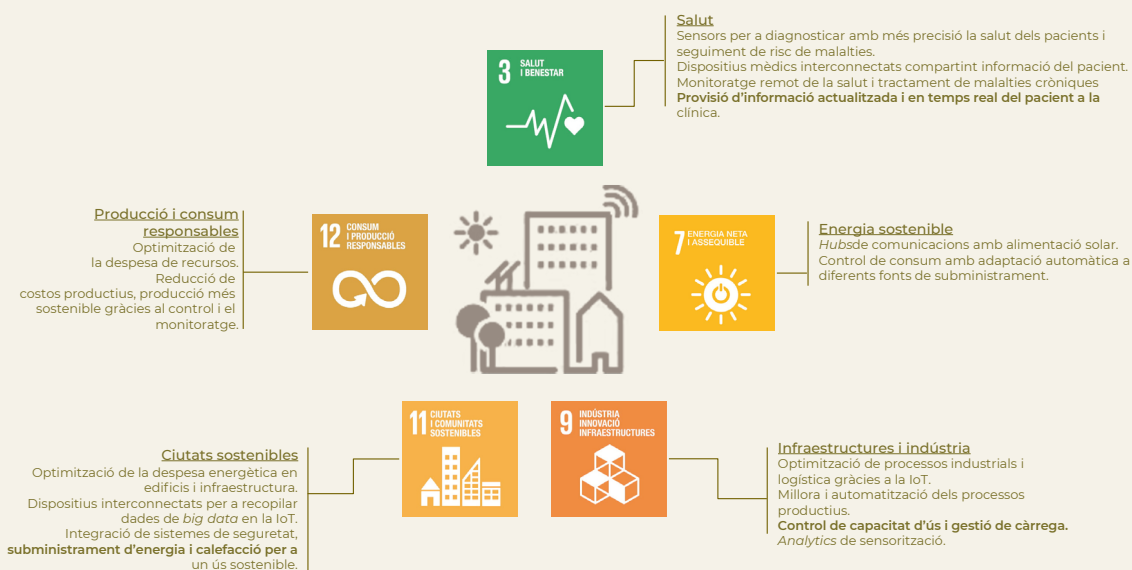 Salut
Sensors per a diagnosticar amb més precisió la salut dels pacients i
seguiment de risc de malalties.
Dispositius mèdics interconnectats compartint informació del pacient.
Monitoratge remot de la salut i tractament de malalties cròniques
Provisió d'informació actualitzada i en temps real del pacient a la
clínica.
3 SALUT
I BENESTAR
Producció i consum
responsables
Optimització de
la despesa de recursos.
Reducció de
costos productius, producció més
sostenible gràcies al control i el
monitoratge.
12 CONSUM
I PRODUCCIÓ
RESPONSABLES
7 ENERGIA NETA
I ASSEQUIBLE
Energia sostenible
Hubsde comunicacions amb alimentació solar.
Control de consum amb adaptació automàtica a
diferents fonts de subministrament.
11 CIUTATS
I COMUNITATS
SOSTENIBLES
9 INDÚSTRIA
INNOVACIÓ
INFRAESTRUCTURES
Ciutats sostenibles
Optimització de la despesa energètica en
edificis i infraestructura.
Dispositius interconnectats per a recopilar
dades de big data en la IoT.
Integració de sistemes de seguretat,
subministrament d'energia i calefacció per a
un ús sostenible.
Infraestructures i indústria
Optimització de processos industrials i
logística gràcies a la IoT.
Millora i automatització dels processos
productius.
Control de capacitat d'ús i gestió de càrrega.
Analytics de sensorització.